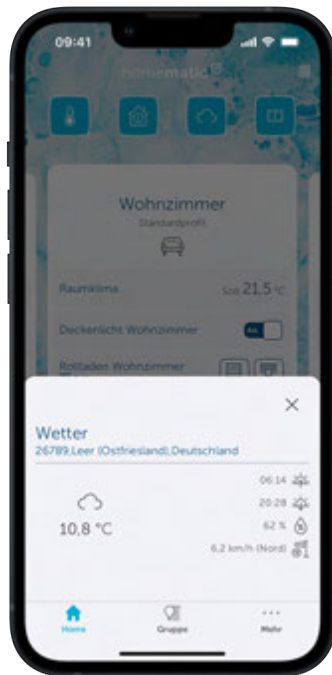 09:41
homematic IP
Wohnzimmer
Standardprofil
Raumklima
Soll 21,5 °C
Deckenlicht Wohnzimmer
Rollladen Wohnzimmer
Wetter
26789,Leer (Ostfriesland),Deutschland
10,8 °C
06:14
20:28
62 %
6,2 km/h (Nord)
Home
Gruppe
Mehr